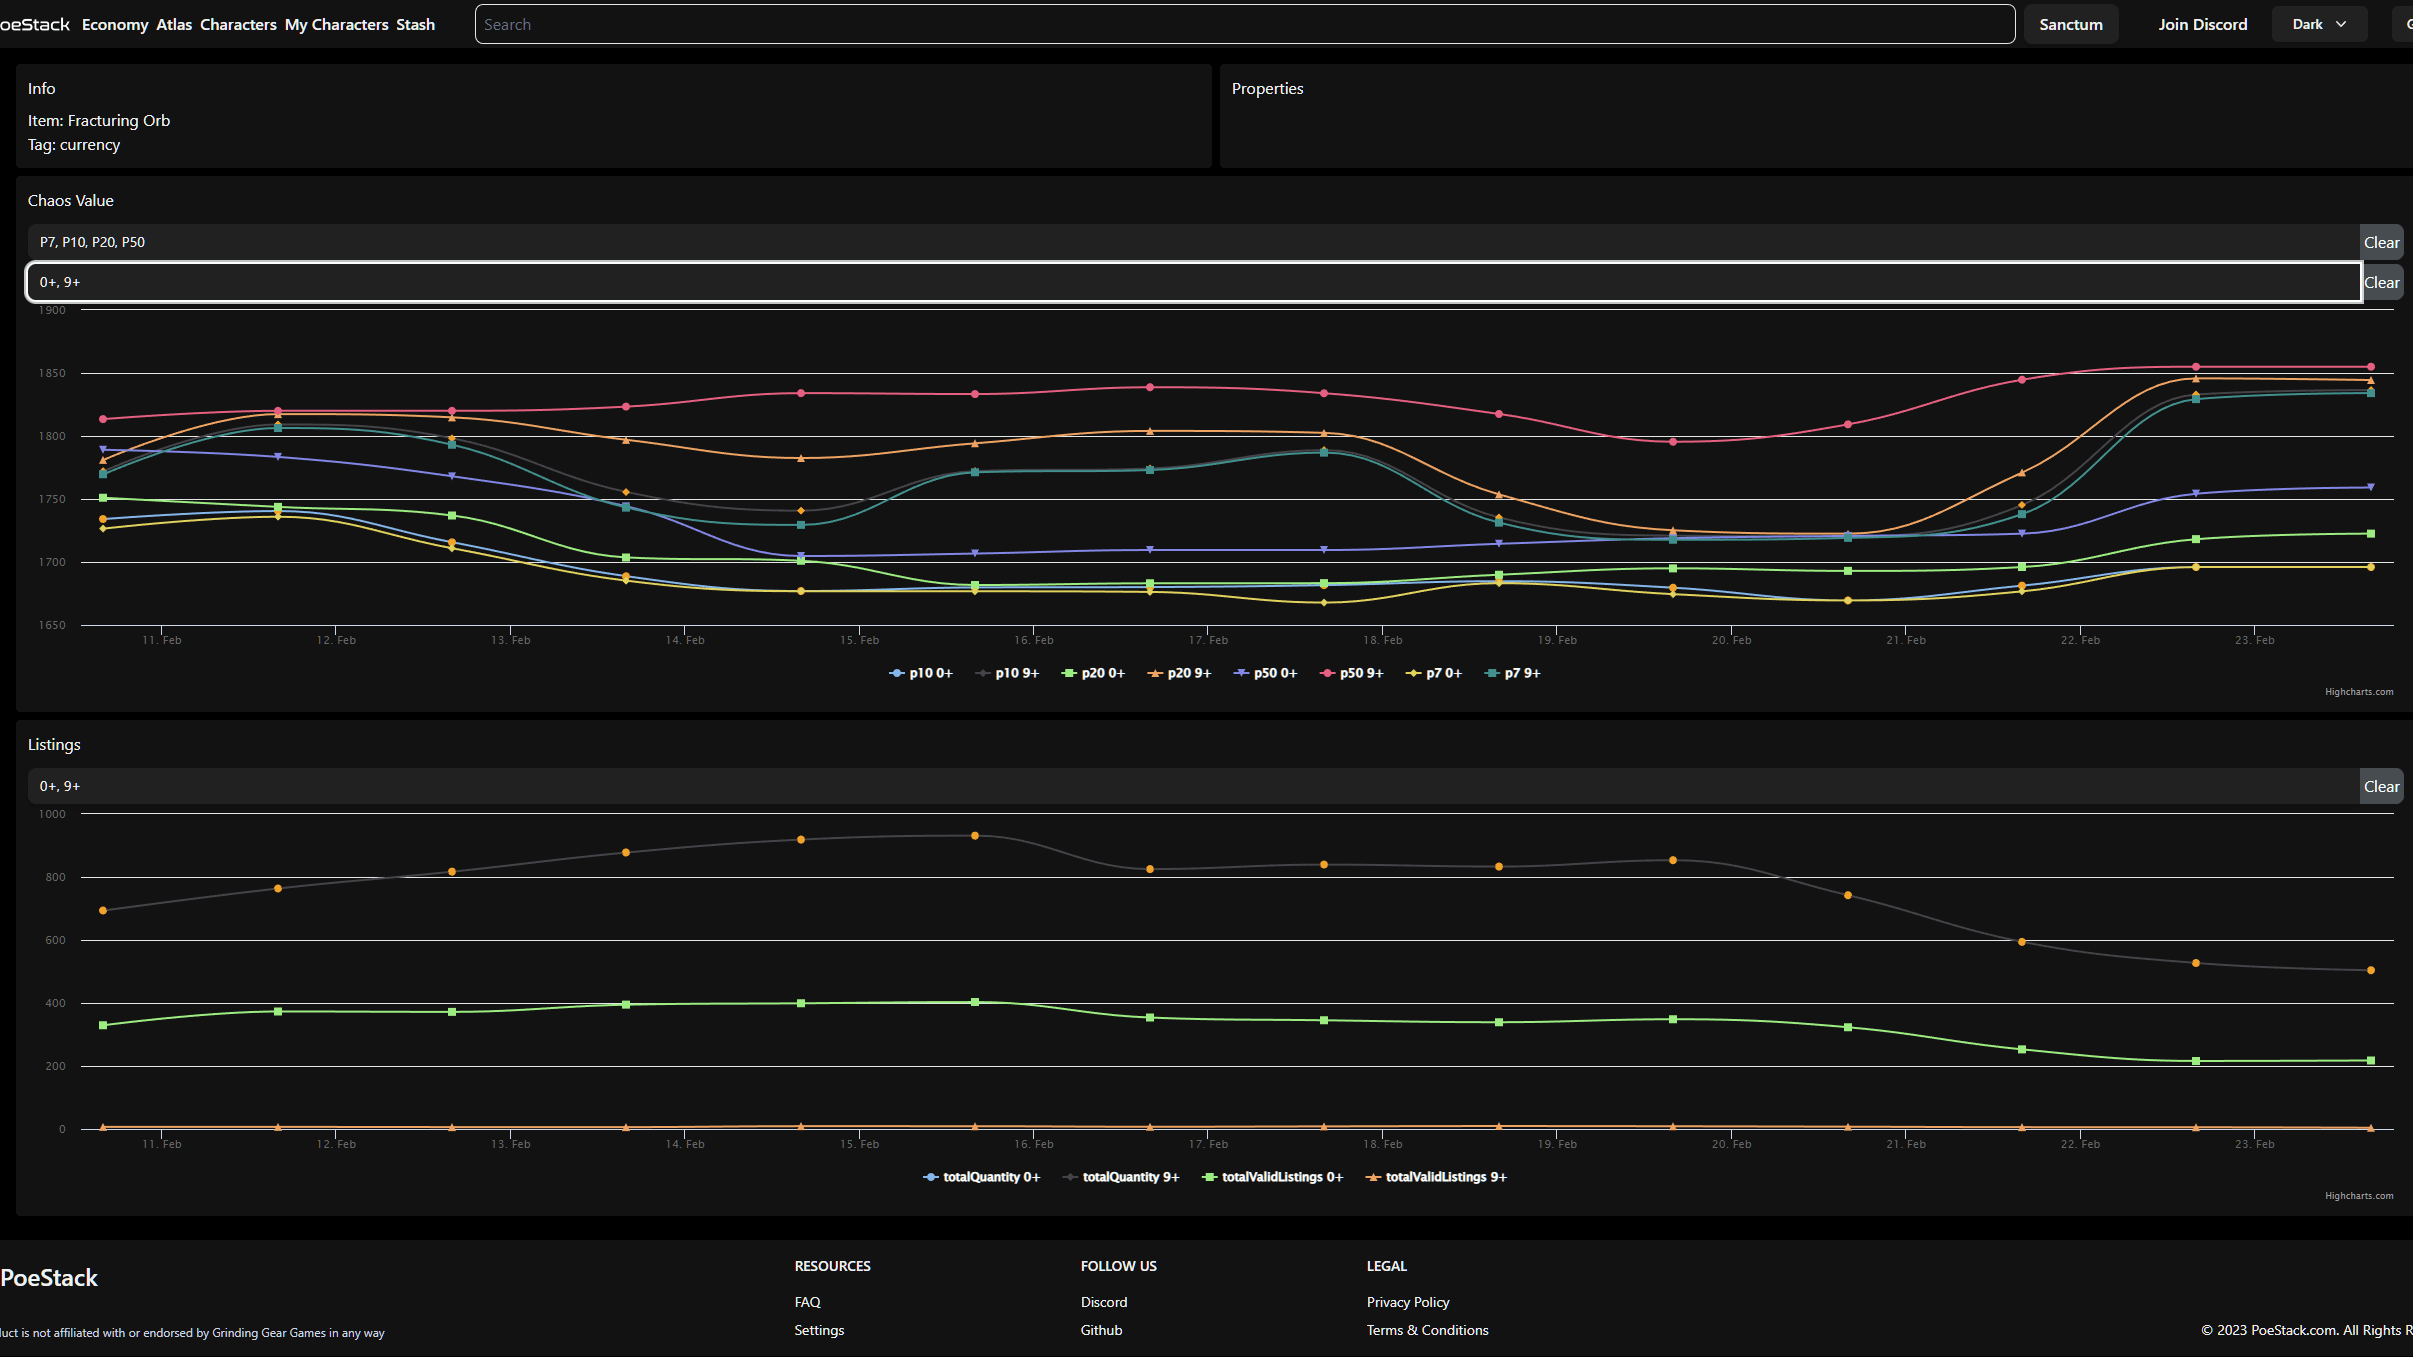 oeStack Economy Atlas Characters My Characters Stash Search Sanctum Join Discord Dark
Info
Item: Fracturing Orb
Tag: currency
Properties
Chaos Value
P7, P10, P20, P50 Clear
0+, 9+ Clear
1900
1850
1800
1750
1700
1650
11. Feb 12. Feb 13. Feb 14. Feb 15. Feb 16. Feb 17. Feb 18. Feb 19. Feb 20. Feb 21. Feb 22. Feb 23. Feb
p10 0+ p10 9+ p20 0+ p20 9+ p50 0+ p50 9+ p7 0+ p7 9+
Highcharts.com
Listings
0+, 9+ Clear
1000
800
600
400
200
0
11. Feb 12. Feb 13. Feb 14. Feb 15. Feb 16. Feb 17. Feb 18. Feb 19. Feb 20. Feb 21. Feb 22. Feb 23. Feb
totalQuantity 0+ totalQuantity 9+ totalValidListings 0+ totalValidListings 9+
Highcharts.com
PoeStack
uct is not affiliated with or endorsed by Grinding Gear Games in any way
RESOURCES
FAQ
Settings
FOLLOW US
Discord
Github
LEGAL
Privacy Policy
Terms & Conditions
© 2023 PoeStack.com. All Rights R